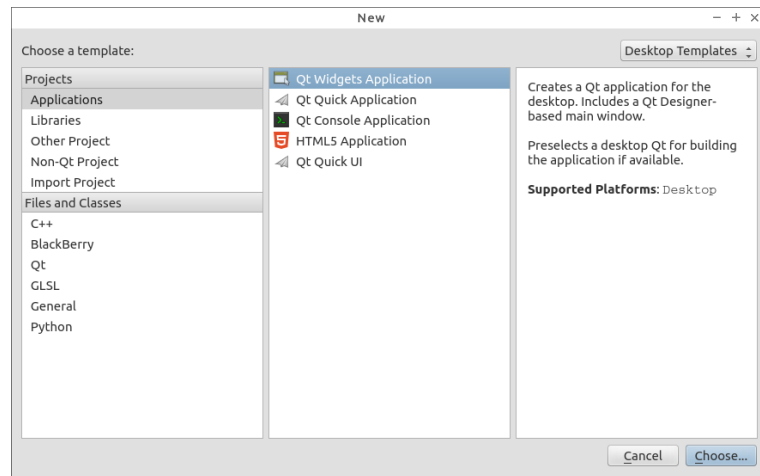 New
Choose a template:
Desktop Templates
Projects
Applications
Libraries
Other Project
Non-Qt Project
Import Project
Files and Classes
C++
BlackBerry
Qt
GLSL
General
Python
Qt Widgets Application
Qt Quick Application
Qt Console Application
HTML5 Application
Qt Quick UI
Creates a Qt application for the
desktop. Includes a Qt Designer-
based main window.
Preselects a desktop Qt for building
the application if available.
Supported Platforms: Desktop
Cancel
Choose...